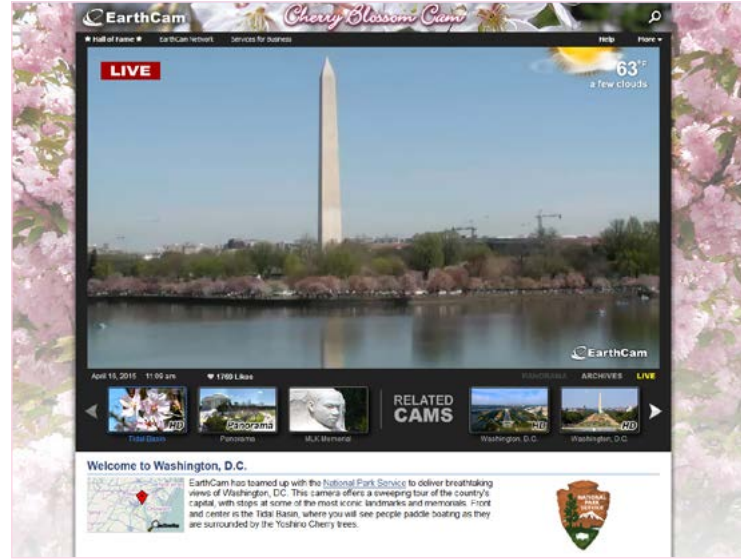 EarthCam
Cherry Blossom Cam
★ Hall of Fame ★ EarthCam Network Services for Business Help More
LIVE
63°F
a few clouds
EarthCam
April 16, 2015 11:09 am 1769 Likes PANORAMA ARCHIVES LIVE
HD Panorama RELATED CAMS HD HD
Tidal Basin Panorama MLK Memorial Washington, D.C. Washington, D.C.
Welcome to Washington, D.C.
EarthCam has teamed up with the National Park Service to deliver breathtaking
views of Washington, DC. This camera offers a sweeping tour of the country's
capital, with stops at some of the most iconic landmarks and memorials. Front
and center is the Tidal Basin, where you will see people paddle boating as they
are surrounded by the Yoshino Cherry trees.
NATIONAL
PARK
SERVICE